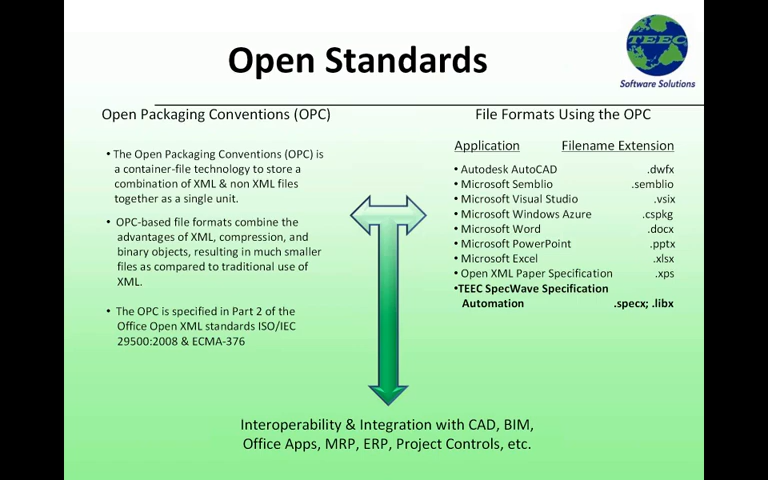 TEEC
Software Solutions
Open Standards
Open Packaging Conventions (OPC)
• The Open Packaging Conventions (OPC) is
a container-file technology to store a
combination of XML & non XML files
together as a single unit.
• OPC-based file formats combine the
advantages of XML, compression, and
binary objects, resulting in much smaller
files as compared to traditional use of
XML.
• The OPC is specified in Part 2 of the
Office Open XML standards ISO/IEC
29500:2008 & ECMA-376
File Formats Using the OPC
Application Filename Extension
• Autodesk AutoCAD .dwfx
• Microsoft Semblio .semblio
• Microsoft Visual Studio .vsix
• Microsoft Windows Azure .cspkg
• Microsoft Word .docx
• Microsoft PowerPoint .pptx
• Microsoft Excel .xlsx
• Open XML Paper Specification .xps
•TEEC SpecWave Specification
Automation .specx; .libx
Interoperability & Integration with CAD, BIM,
Office Apps, MRP, ERP, Project Controls, etc.